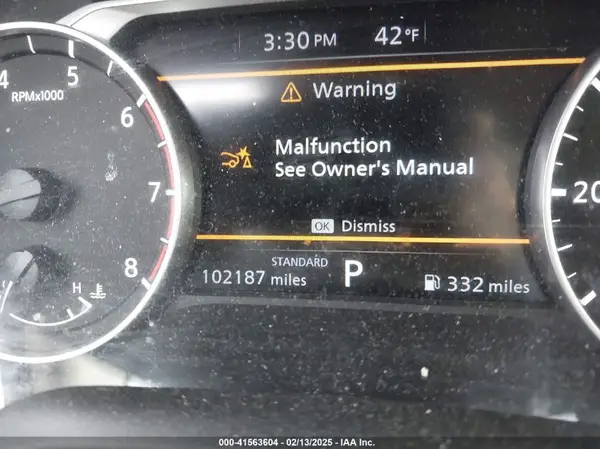 3:30 PM 42°F
4 5 6 7 8
RPMx1000
Warning
Malfunction
See Owner's Manual
OK Dismiss
STANDARD
102187 miles P 332 miles
H
20
000-41563604 - 02/13/2025 - IAA Inc.